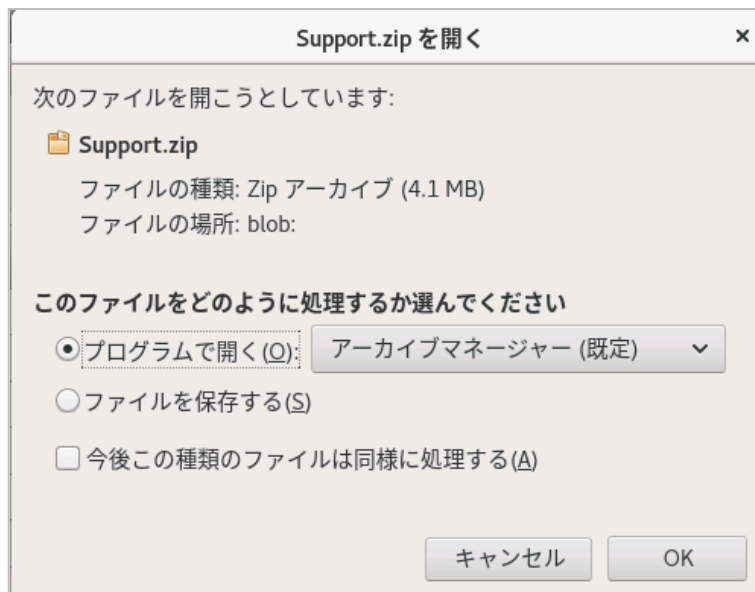 Support.zip を開く
次のファイルを開こうとしています:
Support.zip
ファイルの種類: Zip アーカイブ (4.1 MB)
ファイルの場所: blob:
このファイルをどのように処理するか選んでください
プログラムで開く(O): アーカイブマネージャー (既定)
ファイルを保存する(S)
今後この種類のファイルは同様に処理する(A)
キャンセル OK